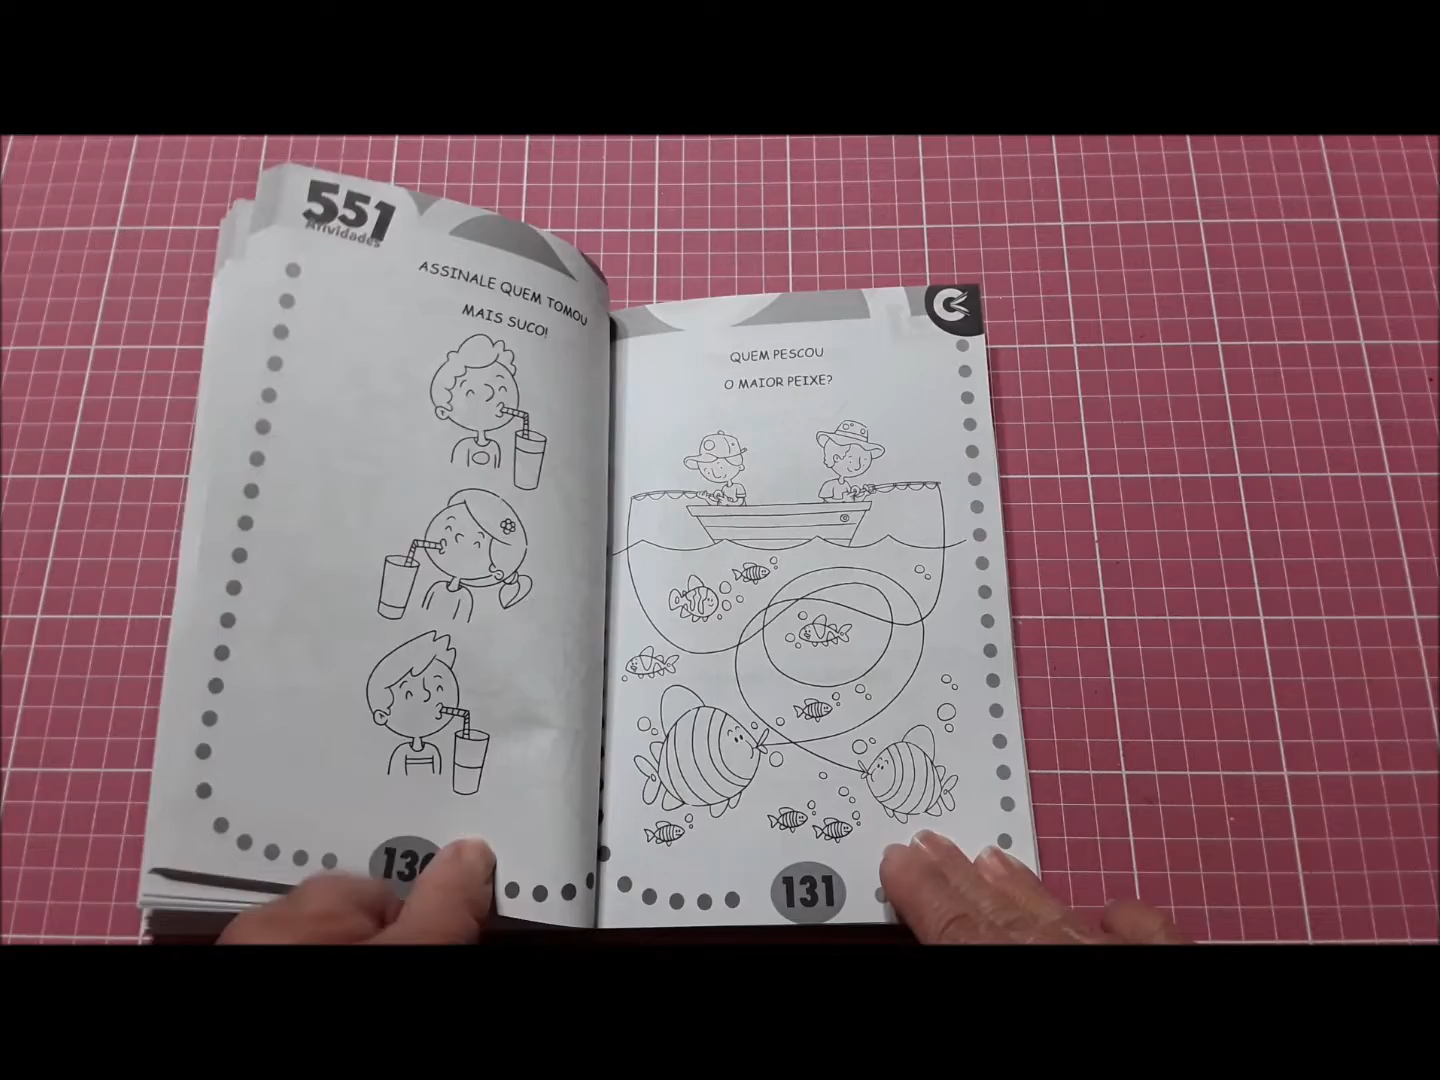 551
Atividades
ASSINALE QUEM TOMOU
MAIS SUCO!
QUEM PESCOU
O MAIOR PEIXE?
131